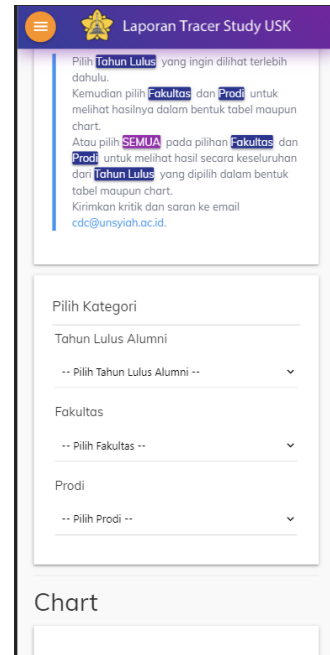 Laporan Tracer Study USK
Pilih Tahun Lulus yang ingin dilihat terlebih
dahulu.
Kemudian pilih Fakultas dan Prodi untuk
melihat hasilnya dalam bentuk tabel maupun
chart.
Atau pilih SEMUA pada pilihan Fakultas dan
Prodi untuk melihat hasil secara keseluruhan
dari Tahun Lulus yang dipilih dalam bentuk
tabel maupun chart.
Kirimkan kritik dan saran ke email
cdc@unsyiah.ac.id.
Pilih Kategori
Tahun Lulus Alumni
-- Pilih Tahun Lulus Alumni --
Fakultas
-- Pilih Fakultas --
Prodi
-- Pilih Prodi --
Chart